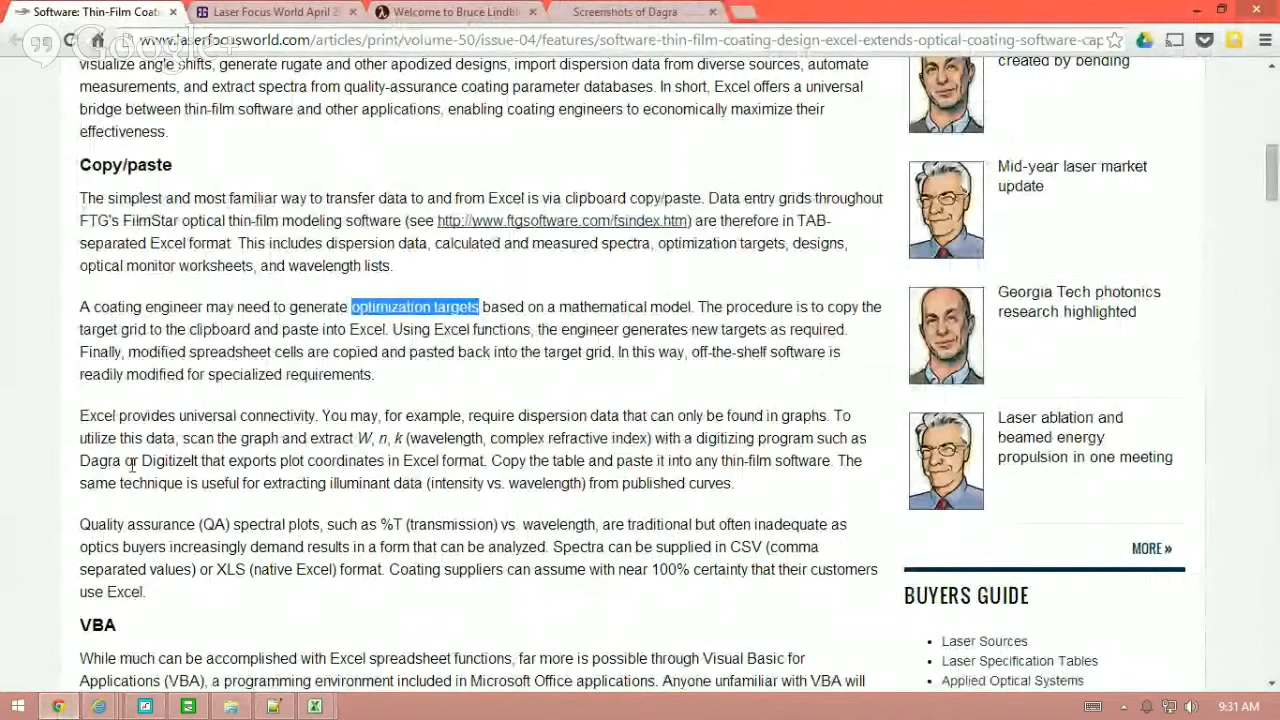 Software: Thin-Film Coat
Laser Focus World April 2
Welcome to Bruce Lindbl
Screenshots of Dagra
Google+
www.laserfocusworld.com/articles/print/volume-50/issue-04/features/software-thin-film-coating-design-excel-extends-optical-coating-software-cap
visualize angle shifts, generate rugate and other apodized designs, import dispersion data from diverse sources, automate
measurements, and extract spectra from quality-assurance coating parameter databases. In short, Excel offers a universal
bridge between thin-film software and other applications, enabling coating engineers to economically maximize their
effectiveness.
Copy/paste
The simplest and most familiar way to transfer data to and from Excel is via clipboard copy/paste. Data entry grids throughout
FTG's FilmStar optical thin-film modeling software (see http://www.ftgsoftware.com/fsindex.htm) are therefore in TAB-
separated Excel format. This includes dispersion data, calculated and measured spectra, optimization targets, designs,
optical monitor worksheets, and wavelength lists.
A coating engineer may need to generate optimization targets based on a mathematical model. The procedure is to copy the
target grid to the clipboard and paste into Excel. Using Excel functions, the engineer generates new targets as required.
Finally, modified spreadsheet cells are copied and pasted back into the target grid. In this way, off-the-shelf software is
readily modified for specialized requirements.
Excel provides universal connectivity. You may, for example, require dispersion data that can only be found in graphs. To
utilize this data, scan the graph and extract W, n, k (wavelength, complex refractive index) with a digitizing program such as
Dagra or DigitizeIt that exports plot coordinates in Excel format. Copy the table and paste it into any thin-film software. The
same technique is useful for extracting illuminant data (intensity vs. wavelength) from published curves.
Quality assurance (QA) spectral plots, such as %T (transmission) vs. wavelength, are traditional but often inadequate as
optics buyers increasingly demand results in a form that can be analyzed. Spectra can be supplied in CSV (comma
separated values) or XLS (native Excel) format. Coating suppliers can assume with near 100% certainty that their customers
use Excel.
VBA
While much can be accomplished with Excel spreadsheet functions, far more is possible through Visual Basic for
Applications (VBA), a programming environment included in Microsoft Office applications. Anyone unfamiliar with VBA will
created by bending
Mid-year laser market
update
Georgia Tech photonics
research highlighted
Laser ablation and
beamed energy
propulsion in one meeting
MORE »
BUYERS GUIDE
Laser Sources
Laser Specification Tables
Applied Optical Systems
9:31 AM